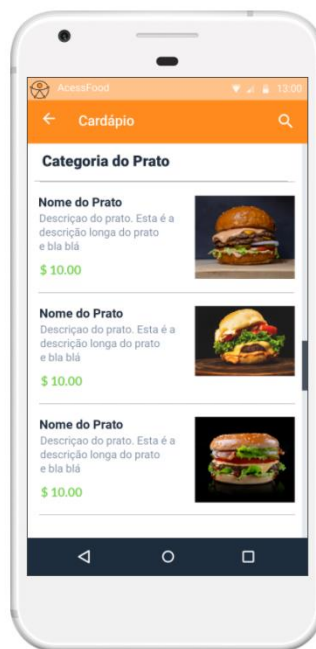 AcessFood 13:00
Cardápio
Categoria do Prato
Nome do Prato
Descriçao do prato. Esta é a
descrição longa do prato
e bla blá
$ 10.00
Nome do Prato
Descriçao do prato. Esta é a
descrição longa do prato
e bla blá
$ 10.00
Nome do Prato
Descriçao do prato. Esta é a
descrição longa do prato
e bla blá
$ 10.00